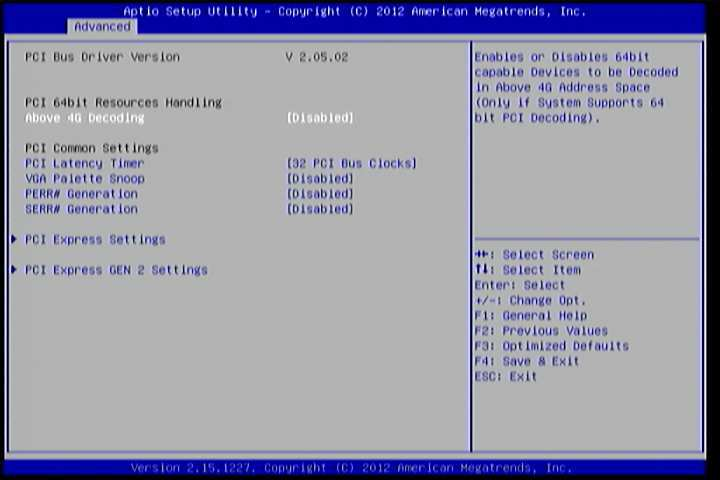 Aptio Setup Utility - Copyright (C) 2012 American Megatrends, Inc.
Advanced
PCI Bus Driver Version V 2.05.02
PCI 64bit Resources Handling
Above 4G Decoding [Disabled]
PCI Common Settings
PCI Latency Timer [32 PCI Bus Clocks]
VGA Palette Snoop [Disabled]
PERR# Generation [Disabled]
SERR# Generation [Disabled]
PCI Express Settings
PCI Express GEN 2 Settings
Enables or Disables 64bit
capable Devices to be Decoded
in Above 4G Address Space
(Only if System Supports 64
bit PCI Decoding).
→←: Select Screen
↑↓: Select Item
Enter: Select
+/-: Change Opt.
F1: General Help
F2: Previous Values
F3: Optimized Defaults
F4: Save & Exit
ESC: Exit
Version 2.15.1227. Copyright (C) 2012 American Megatrends, Inc.